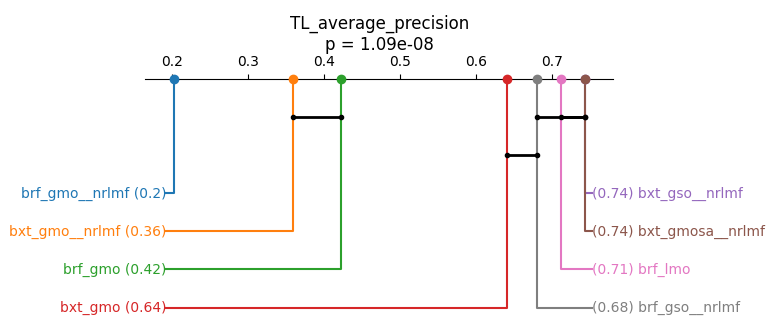 TL_average_precision
p = 1.09e-08
0.2 0.3 0.4 0.5 0.6 0.7
brf_gmo__nrlmf (0.2) (0.74) bxt_gso__nrlmf
bxt_gmo__nrlmf (0.36) (0.74) bxt_gmosa__nrlmf
brf_gmo (0.42) (0.71) brf_lmo
bxt_gmo (0.64) (0.68) brf_gso__nrlmf